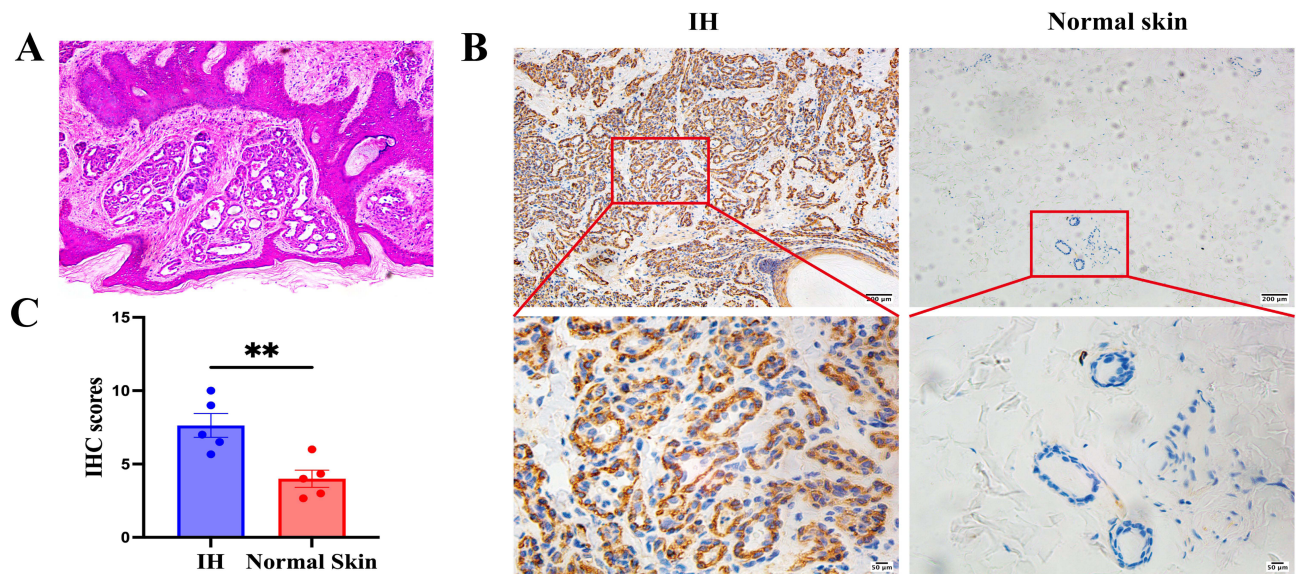 A
B
IH
Normal skin
200 μm
200 μm
50 μm
50 μm
C
15
10
5
0
IHC scores
**
IH
Normal Skin